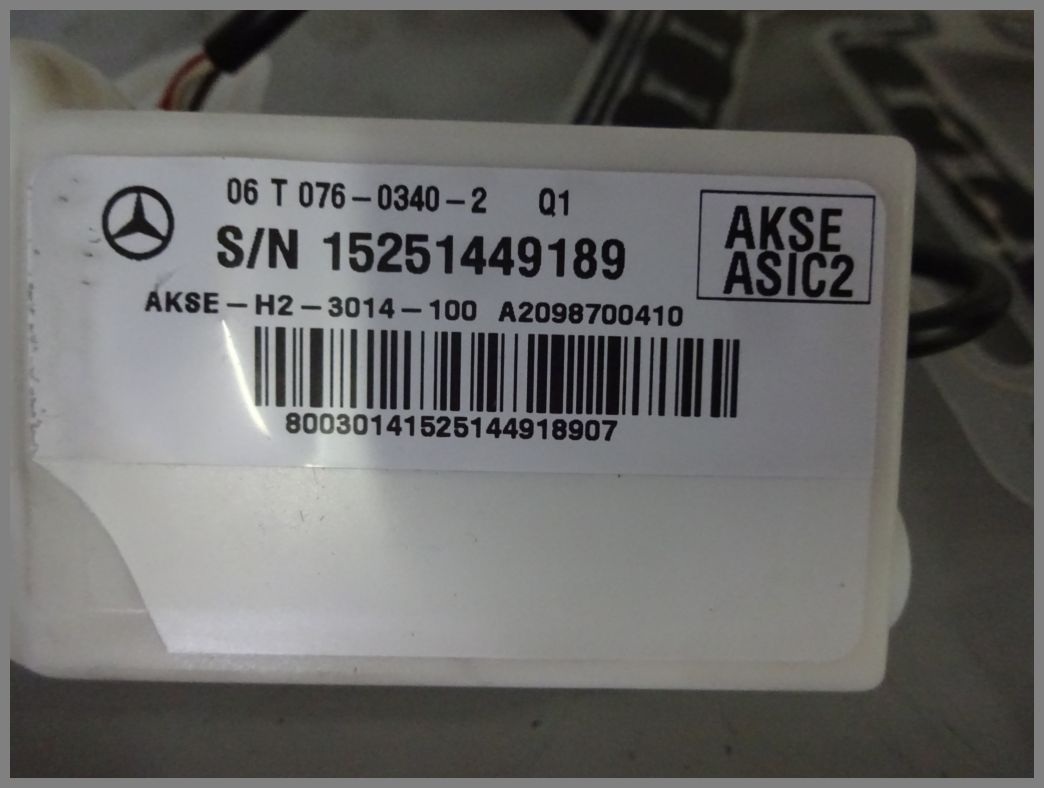 06 T 076-0340-2 Q1
S/N 15251449189
AKSE
ASIC2
AKSE-H2-3014-100 A2098700410
80030141525144918907